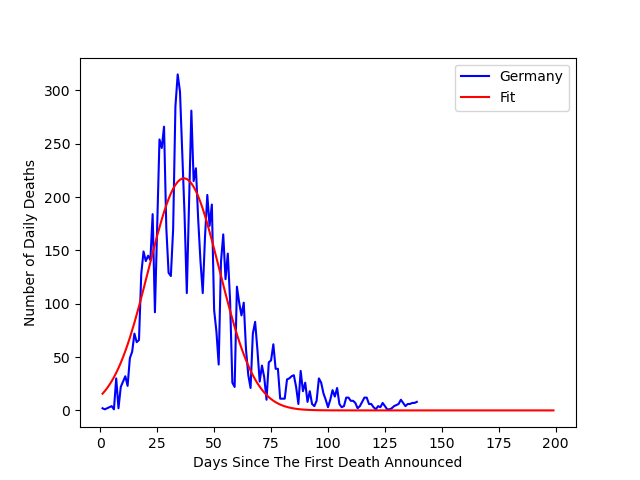 Germany
Fit
300
250
200
150
100
50
0
Number of Daily Deaths
0 25 50 75 100 125 150 175 200
Days Since The First Death Announced